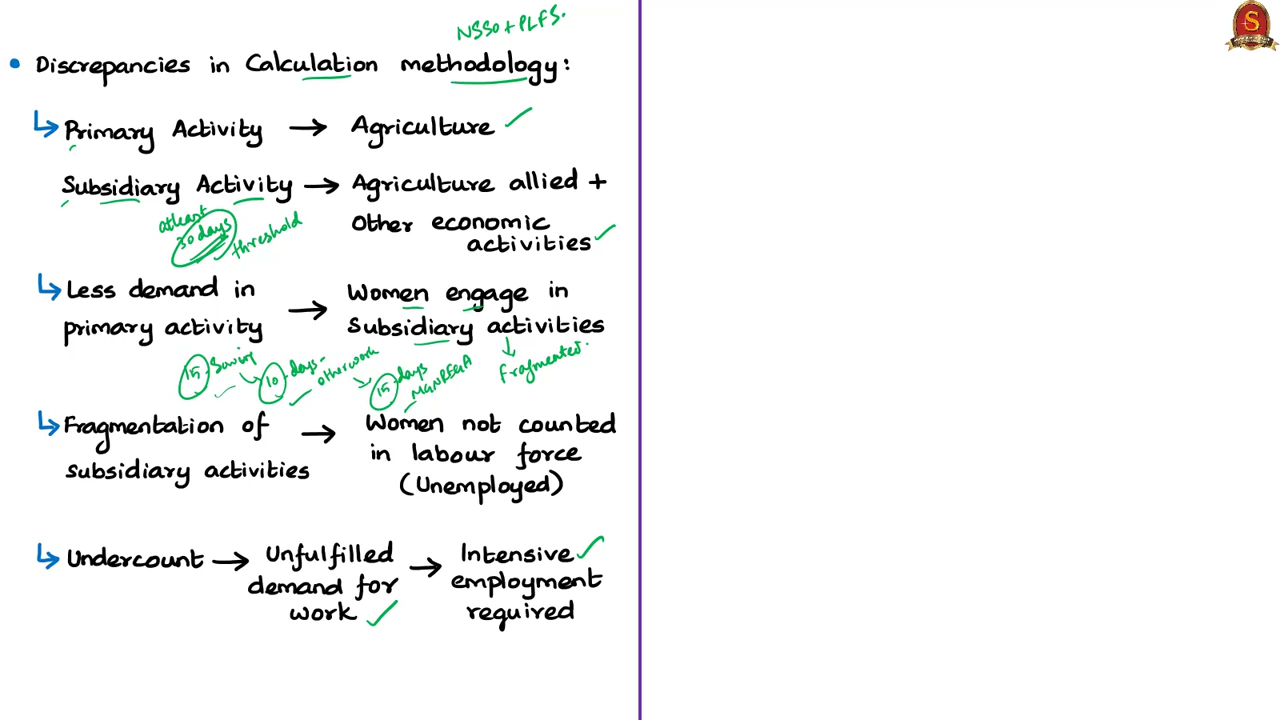 NSSO + PLFS.
• Discrepancies in Calculation methodology:
↳ Primary Activity → Agriculture ✓
Subsidiary Activity → Agriculture allied +
Other economic
activities ✓
atleast
30 days
threshold
↳ Less demand in → Women engage in
primary activity Subsidiary activities
fragmented.
15 - Sowing
10 - days -
other work
15 - days
MGNREGA
↳ Fragmentation of → Women not counted
subsidiary activities in labour force
(Unemployed)
↳ Undercount → Unfulfilled → Intensive ✓
demand for employment
work ✓ required
S